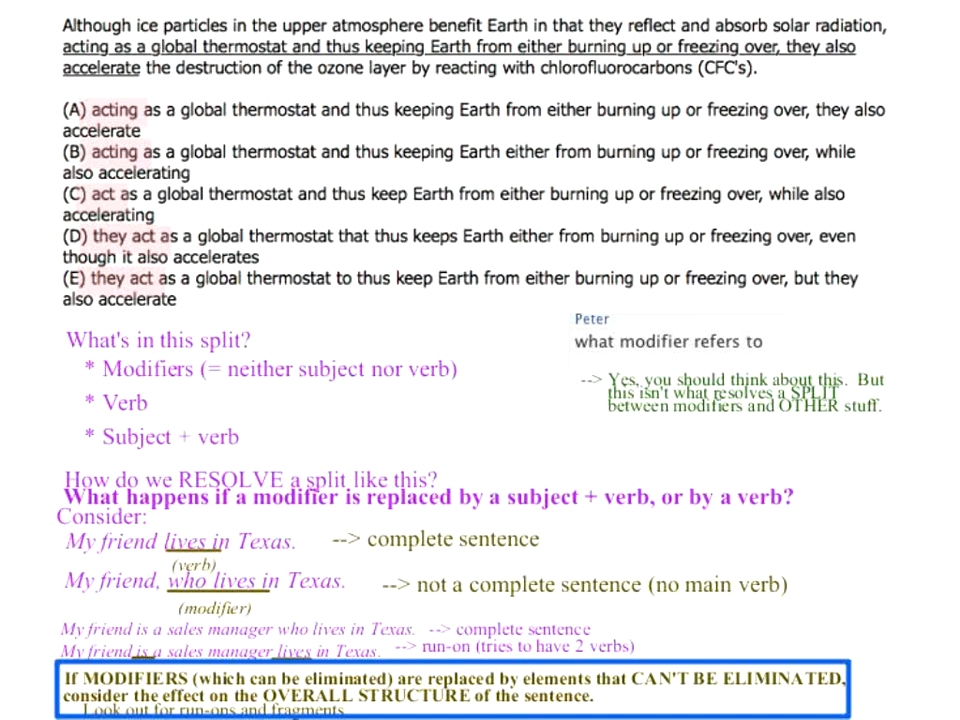 Although ice particles in the upper atmosphere benefit Earth in that they reflect and absorb solar radiation,
acting as a global thermostat and thus keeping Earth from either burning up or freezing over, they also
accelerate the destruction of the ozone layer by reacting with chlorofluorocarbons (CFC's).
(A) acting as a global thermostat and thus keeping Earth from either burning up or freezing over, they also
accelerate
(B) acting as a global thermostat and thus keeping Earth either from burning up or freezing over, while
also accelerating
(C) act as a global thermostat and thus keep Earth from either burning up or freezing over, while also
accelerating
(D) they act as a global thermostat that thus keeps Earth either from burning up or freezing over, even
though it also accelerates
(E) they act as a global thermostat to thus keep Earth from either burning up or freezing over, but they
also accelerate
What's in this split?
* Modifiers (= neither subject nor verb)
* Verb
* Subject + verb
Peter
what modifier refers to
--> Yes, you should think about this. But
this isn't what resolves a SPLIT
between modifiers and OTHER stuff.
How do we RESOLVE a split like this?
What happens if a modifier is replaced by a subject + verb, or by a verb?
Consider:
My friend lives in Texas. --> complete sentence
(verb)
My friend, who lives in Texas. --> not a complete sentence (no main verb)
(modifier)
My friend is a sales manager who lives in Texas. --> complete sentence
My friend is a sales manager lives in Texas. --> run-on (tries to have 2 verbs)
If MODIFIERS (which can be eliminated) are replaced by elements that CAN'T BE ELIMINATED,
consider the effect on the OVERALL STRUCTURE of the sentence.
Look out for run-ons and fragments